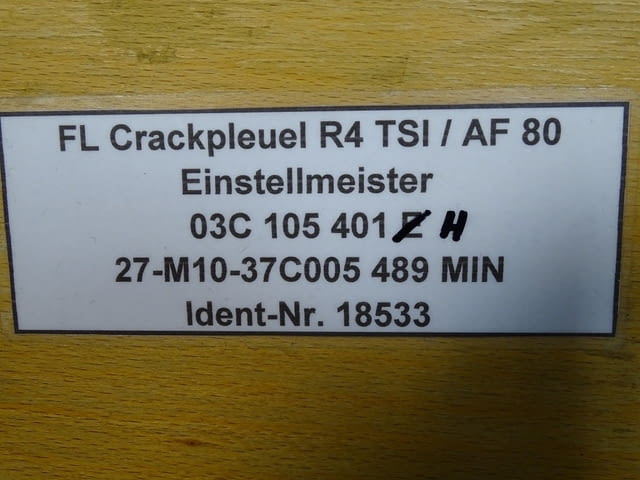 FL Crackpleuel R4 TSI / AF 80
Einstellmeister
03C 105 401 E H
27-M10-37C005 489 MIN
Ident-Nr. 18533